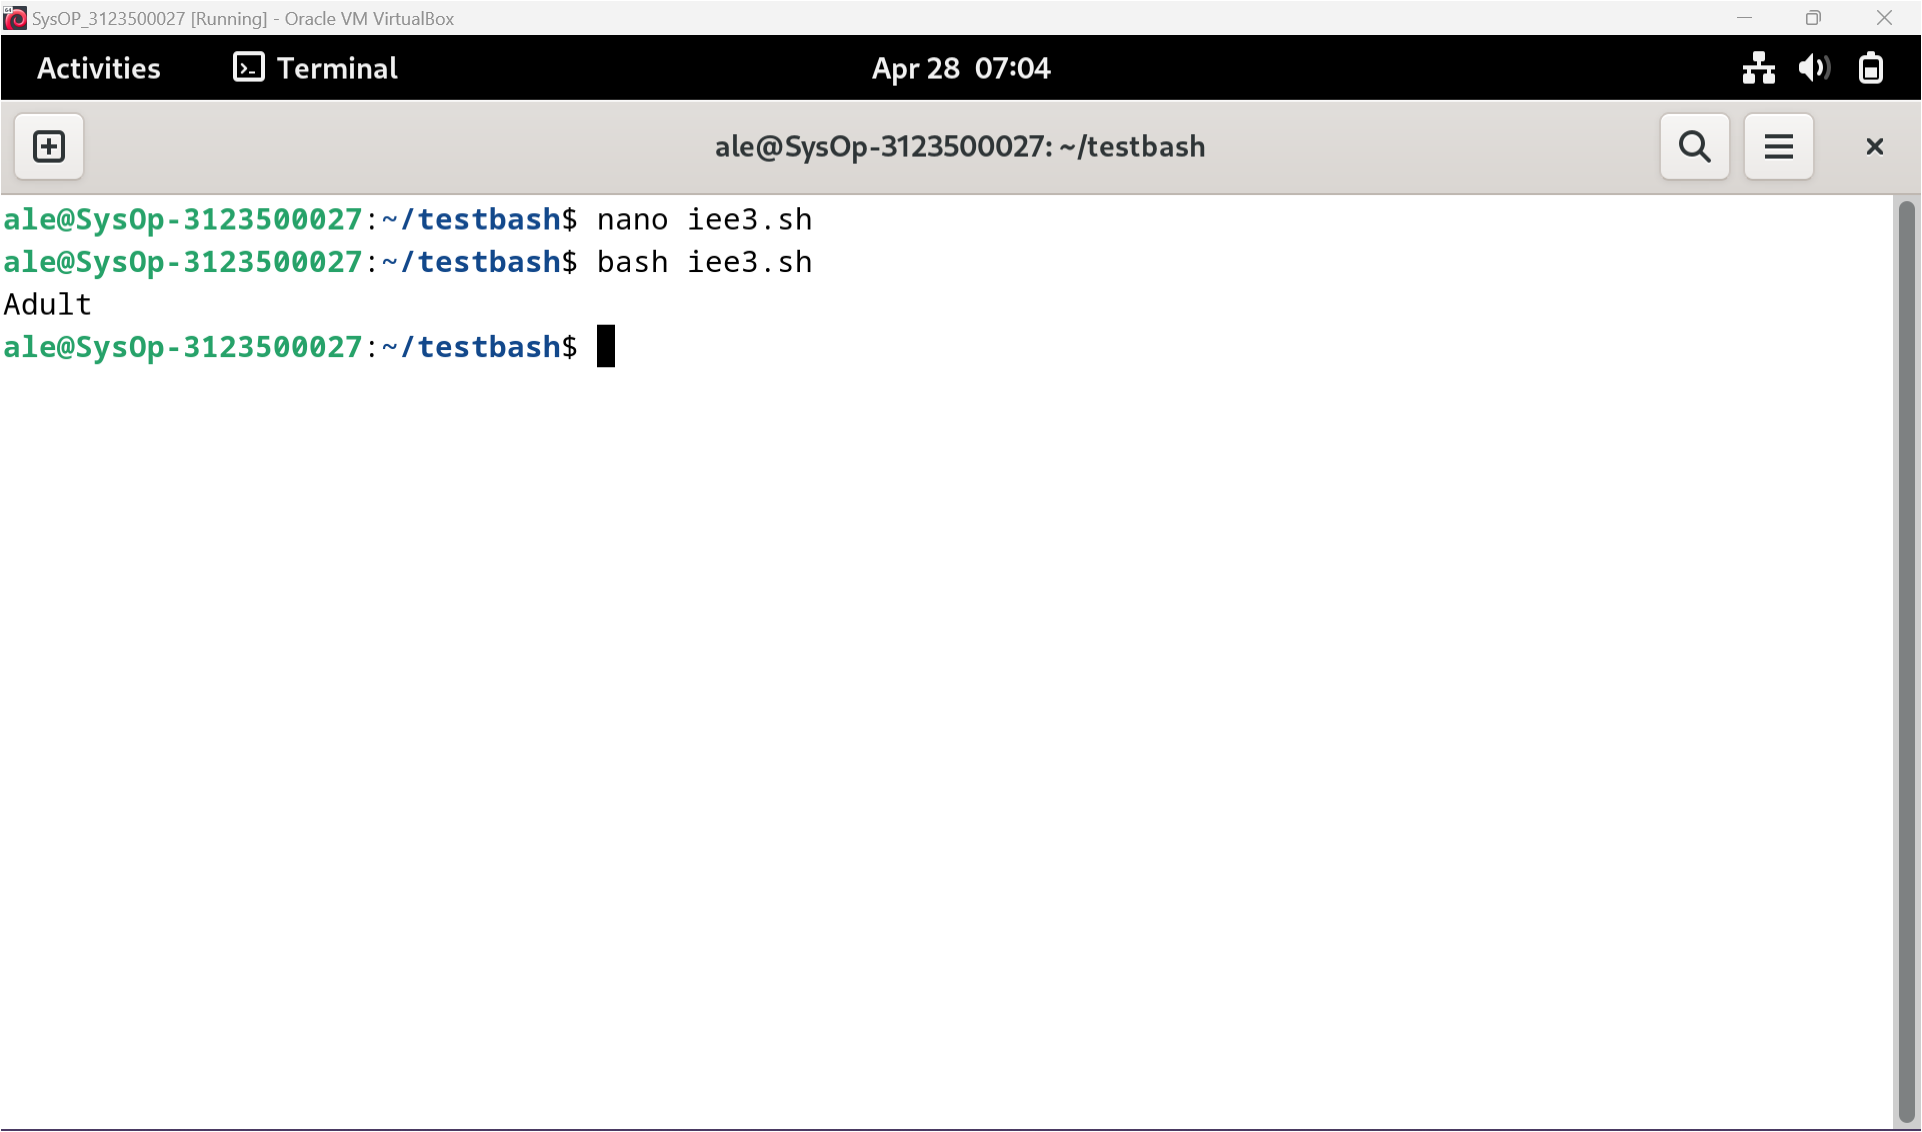 SysOP_3123500027 [Running] - Oracle VM VirtualBox
Activities Terminal Apr 28 07:04
ale@SysOp-3123500027: ~/testbash
ale@SysOp-3123500027:~/testbash$ nano iee3.sh
ale@SysOp-3123500027:~/testbash$ bash iee3.sh
Adult
ale@SysOp-3123500027:~/testbash$